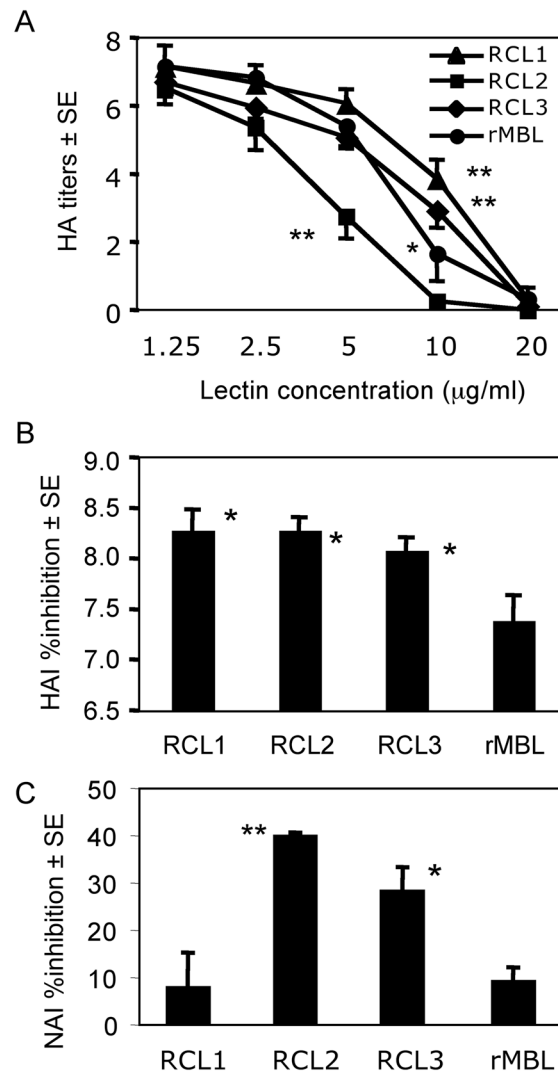 A
HA titers ± SE
8
6
4
2
0
RCL1
RCL2
RCL3
rMBL
**
**
**
*
1.25 2.5 5 10 20
Lectin concentration (μg/ml)
B
HAI %inhibition ± SE
9.0
8.5
8.0
7.5
7.0
6.5
*
*
*
RCL1 RCL2 RCL3 rMBL
C
NAI %inhibition ± SE
50
40
30
20
10
0
**
*
RCL1 RCL2 RCL3 rMBL